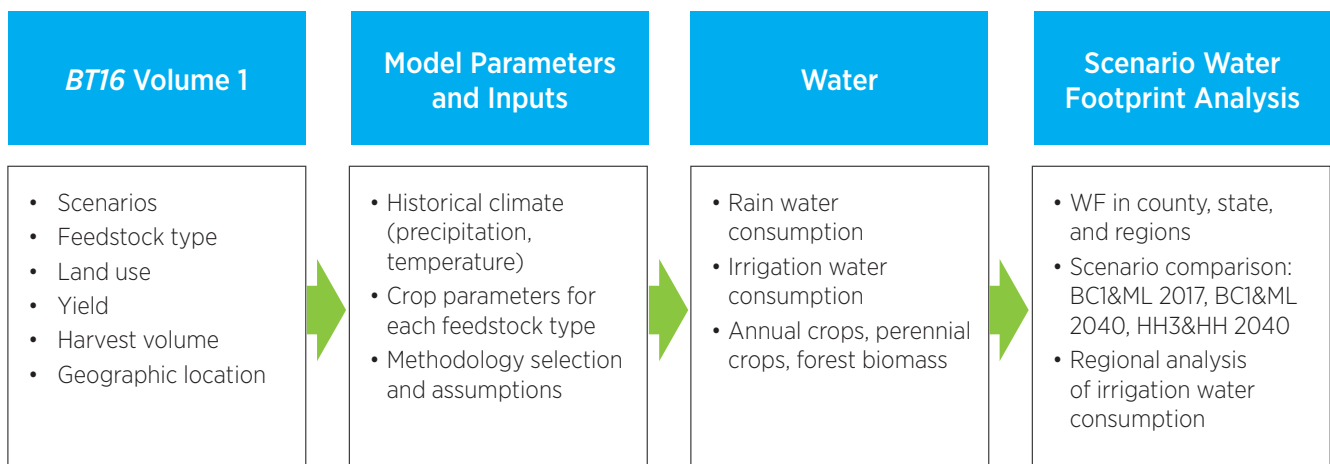 BT16 Volume 1
• Scenarios
• Feedstock type
• Land use
• Yield
• Harvest volume
• Geographic location
Model Parameters
and Inputs
• Historical climate
(precipitation,
temperature)
• Crop parameters for
each feedstock type
• Methodology selection
and assumptions
Water
• Rain water
consumption
• Irrigation water
consumption
• Annual crops, perennial
crops, forest biomass
Scenario Water
Footprint Analysis
• WF in county, state,
and regions
• Scenario comparison:
BC1&ML 2017, BC1&ML
2040, HH3&HH 2040
• Regional analysis
of irrigation water
consumption